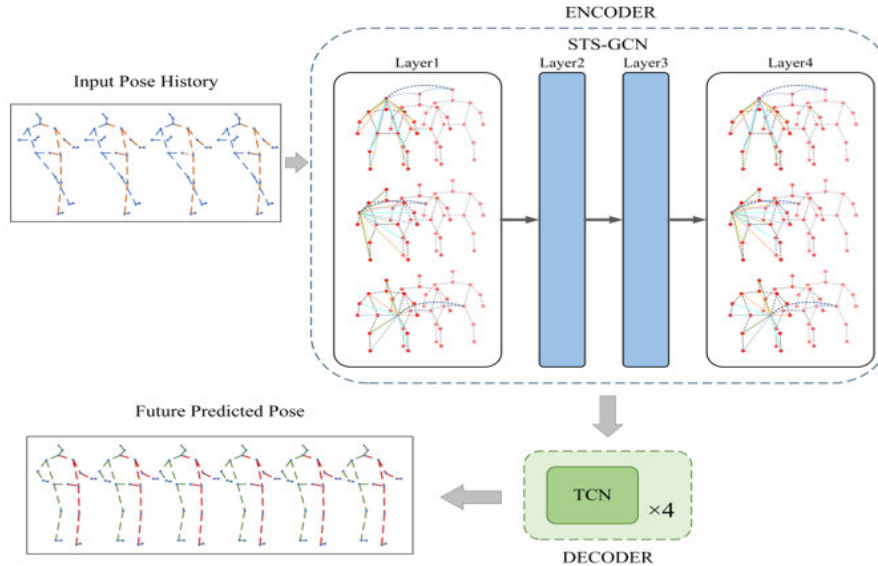 ENCODER
STS-GCN
Layer1
Layer2
Layer3
Layer4
Input Pose History
Future Predicted Pose
TCN
×4
DECODER